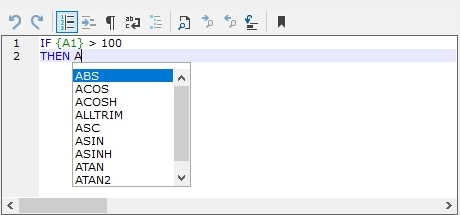 1 IF {A1} > 100
2 THEN A
ABS
ACOS
ACOSH
ALLTRIM
ASC
ASIN
ASINH
ATAN
ATAN2